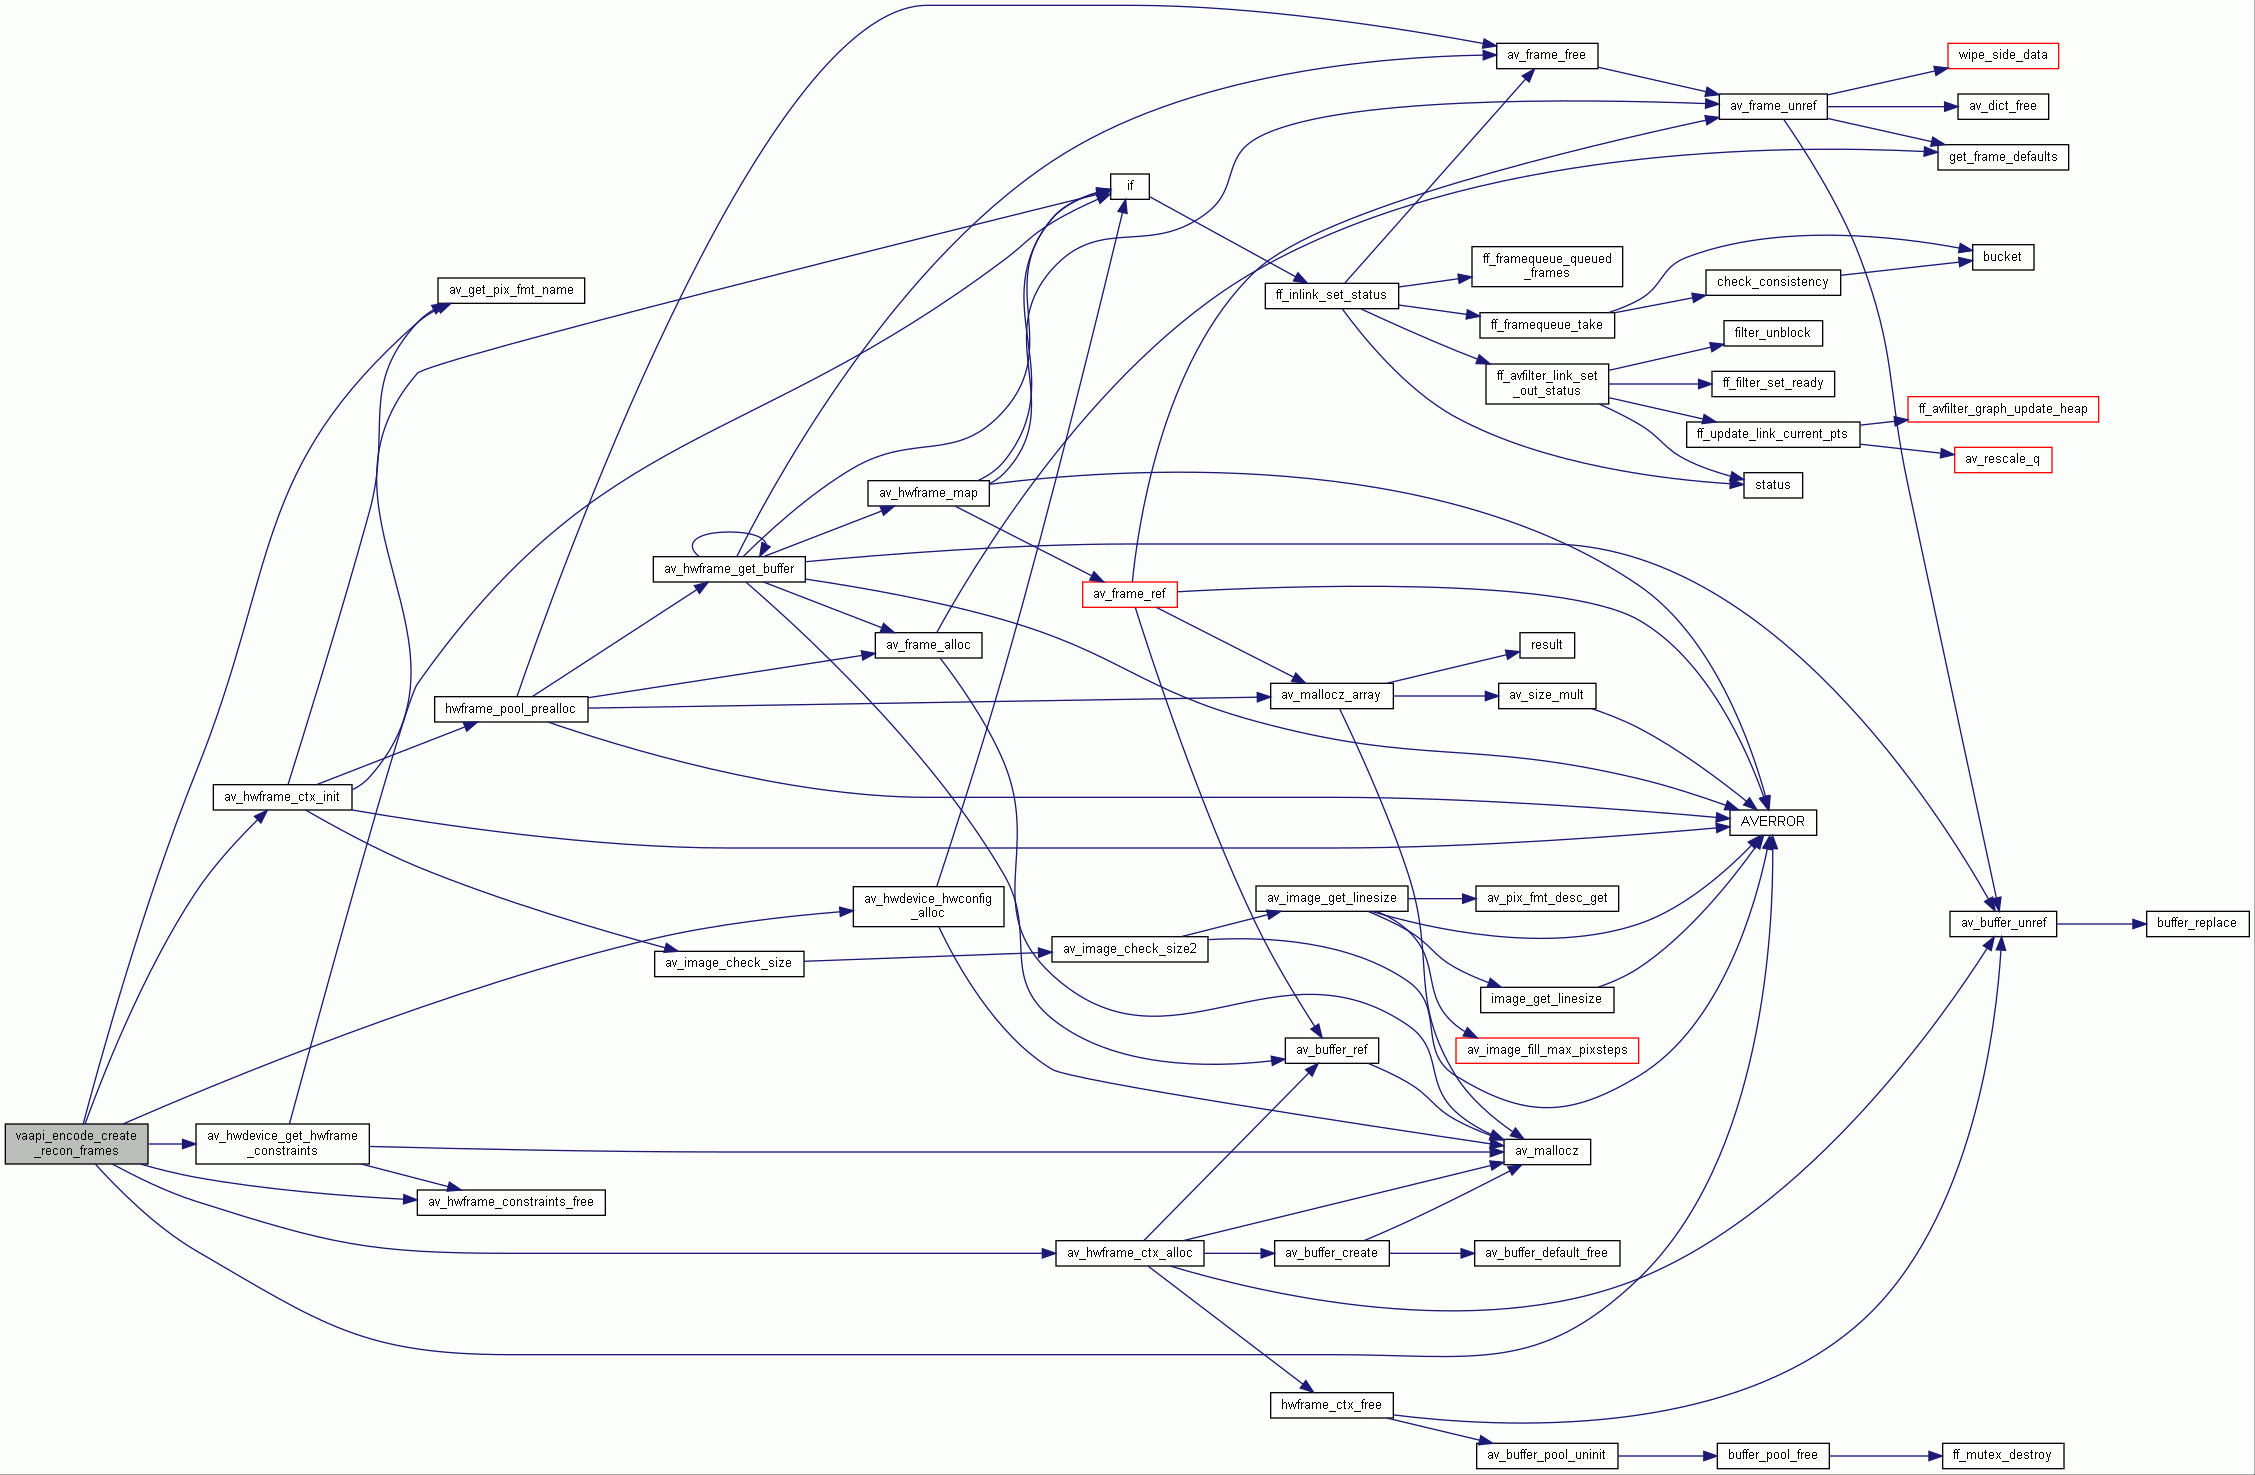 av_frame_free
wipe_side_data
av_frame_unref
av_dict_free
get_frame_defaults
if
ff_framequeue_queued
_frames
bucket
av_get_pix_fmt_name
ff_inlink_set_status
check_consistency
ff_framequeue_take
filter_unblock
ff_avfilter_link_set
_out_status
ff_filter_set_ready
ff_avfilter_graph_update_heap
ff_update_link_current_pts
av_rescale_q
status
av_hwframe_map
av_hwframe_get_buffer
av_frame_ref
av_frame_alloc
result
hwframe_pool_prealloc
av_mallocz_array
av_size_mult
av_hwframe_ctx_init
AVERROR
av_hwdevice_hwconfig
_alloc
av_image_get_linesize
av_pix_fmt_desc_get
av_buffer_unref
buffer_replace
av_image_check_size
av_image_check_size2
image_get_linesize
av_buffer_ref
av_image_fill_max_pixsteps
vaapi_encode_create
_recon_frames
av_hwdevice_get_hwframe
_constraints
av_mallocz
av_hwframe_constraints_free
av_hwframe_ctx_alloc
av_buffer_create
av_buffer_default_free
hwframe_ctx_free
av_buffer_pool_uninit
buffer_pool_free
ff_mutex_destroy